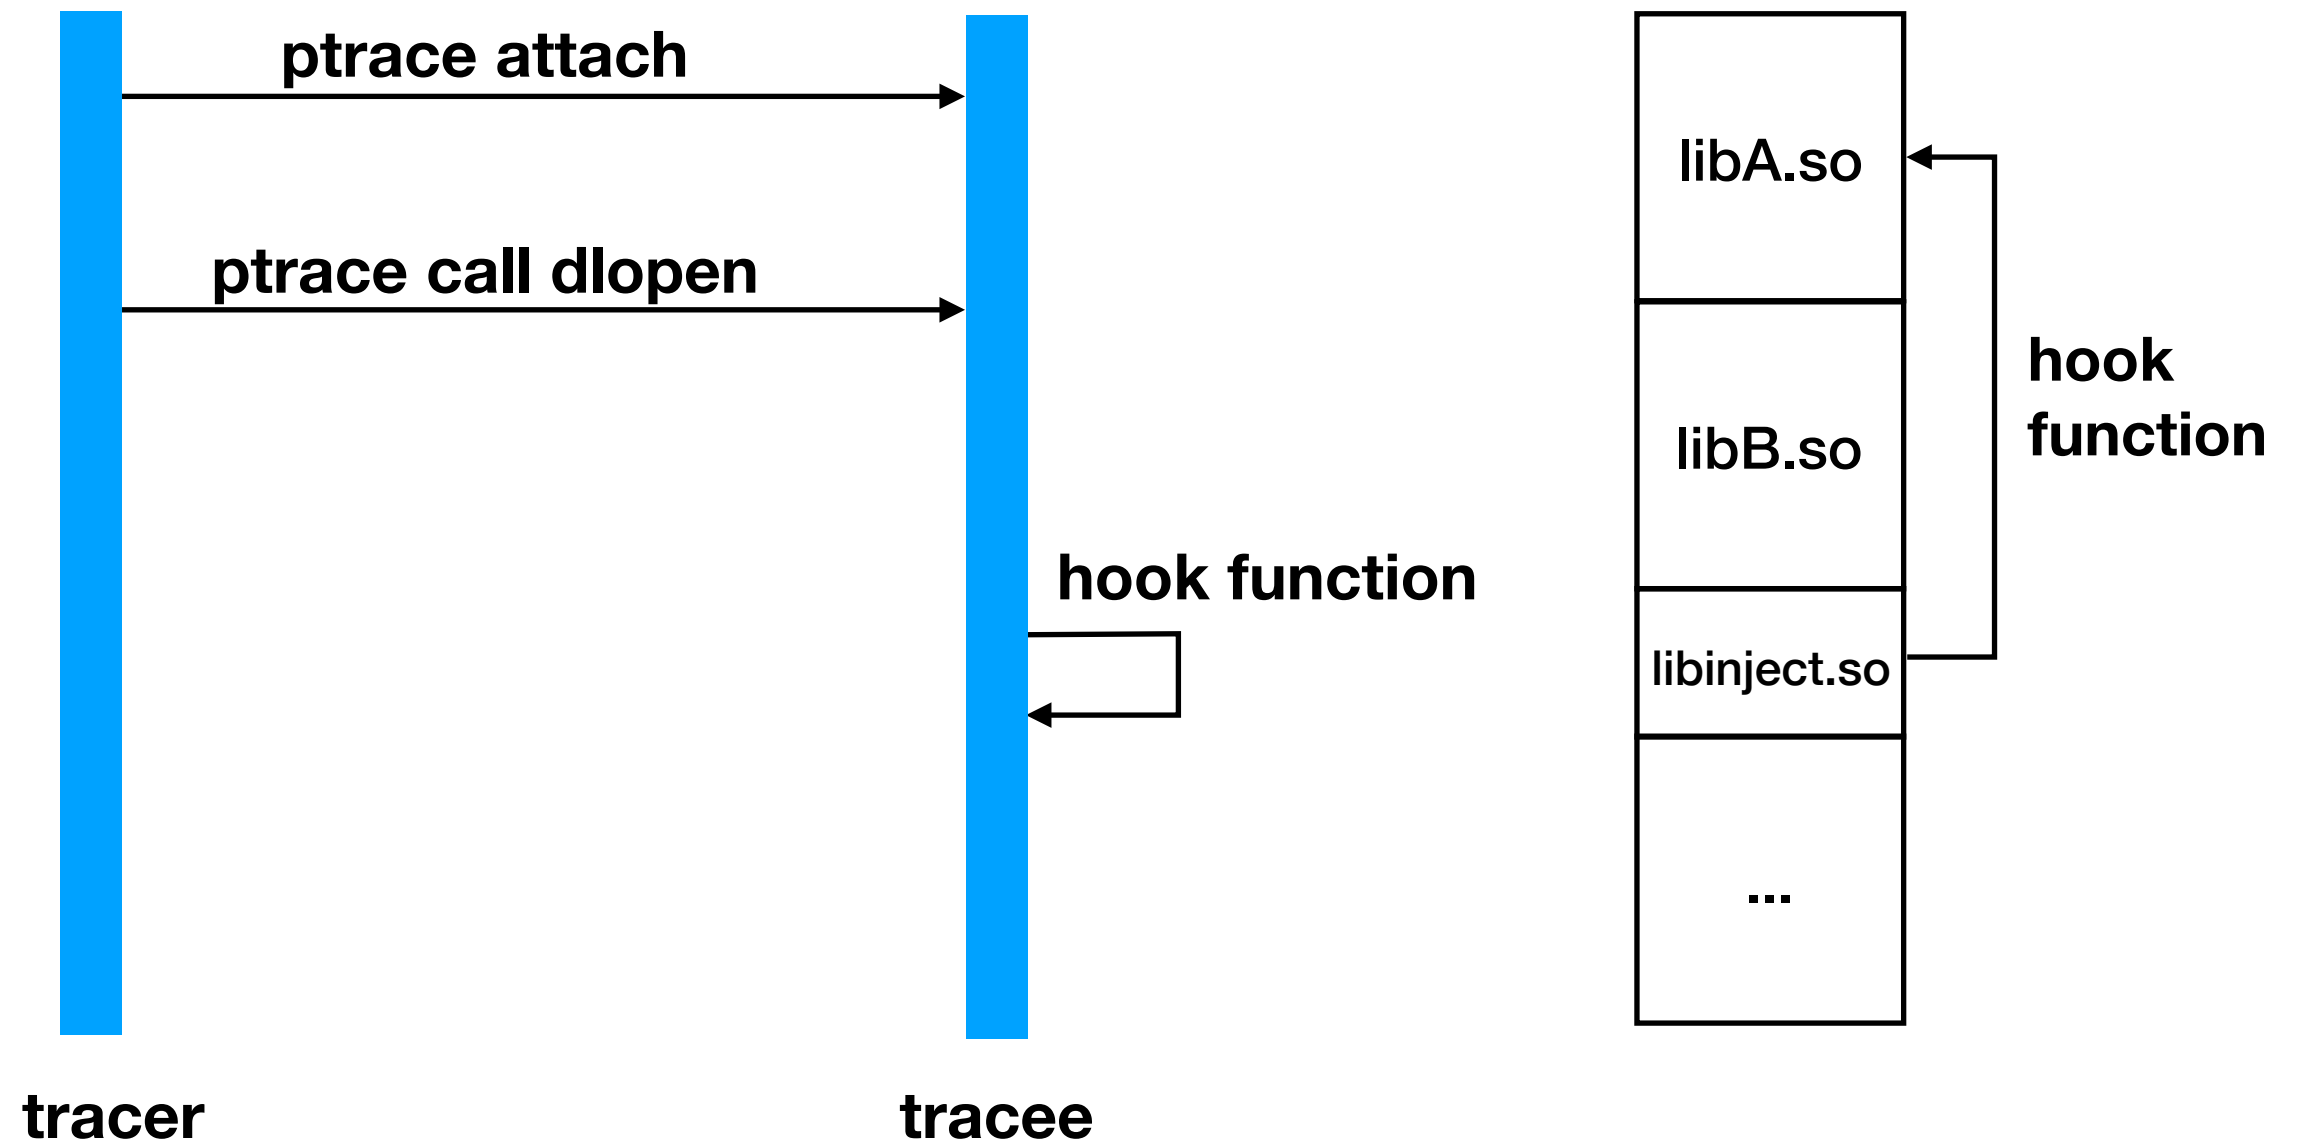 ptrace attach
ptrace call dlopen
hook function
tracer
tracee
libA.so
libB.so
libinject.so
...
hook
function